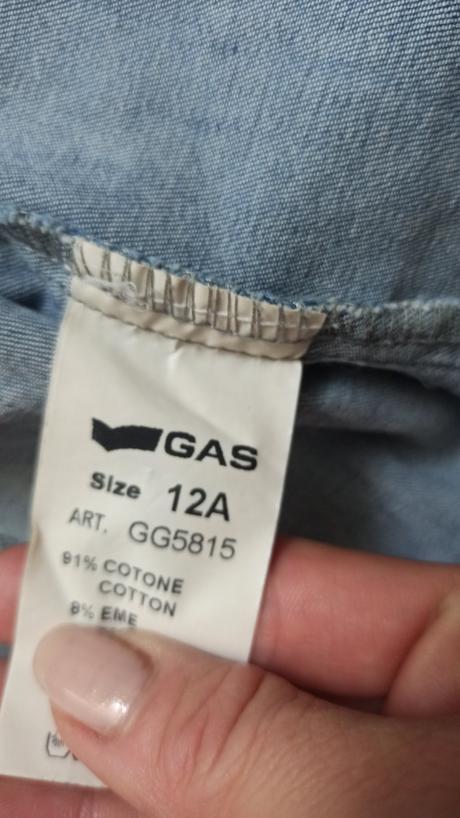 GAS
Size 12A
ART. GG5815
91% COTONE
COTTON
8% EME